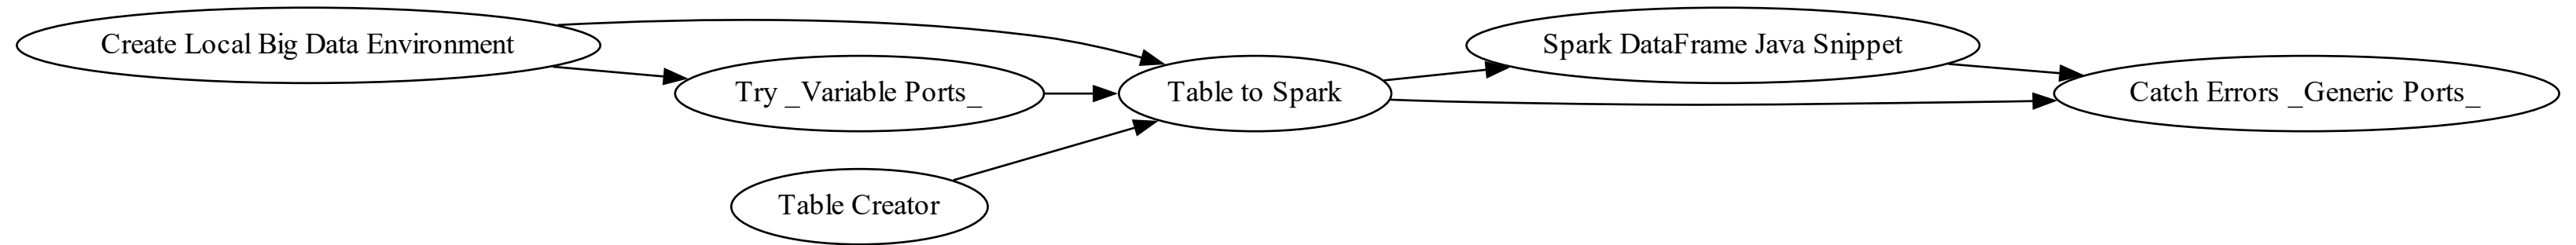 Create Local Big Data Environment
Try _Variable Ports_
Table Creator
Table to Spark
Spark DataFrame Java Snippet
Catch Errors _Generic Ports_